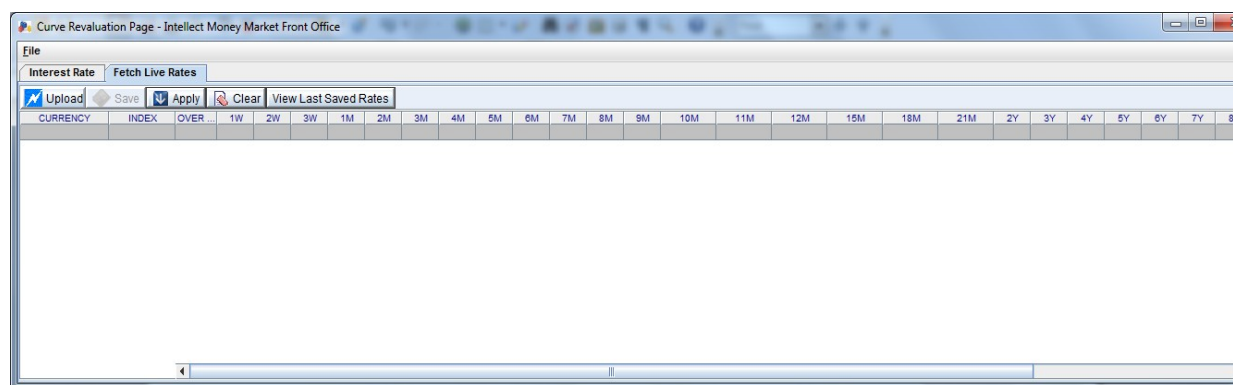 Curve Revaluation Page - Intellect Money Market Front Office
File
Interest Rate Fetch Live Rates
Upload Save Apply Clear View Last Saved Rates
CURRENCY INDEX OVER ... 1W 2W 3W 1M 2M 3M 4M 5M 6M 7M 8M 9M 10M 11M 12M 15M 18M 21M 2Y 3Y 4Y 5Y 6Y 7Y 8